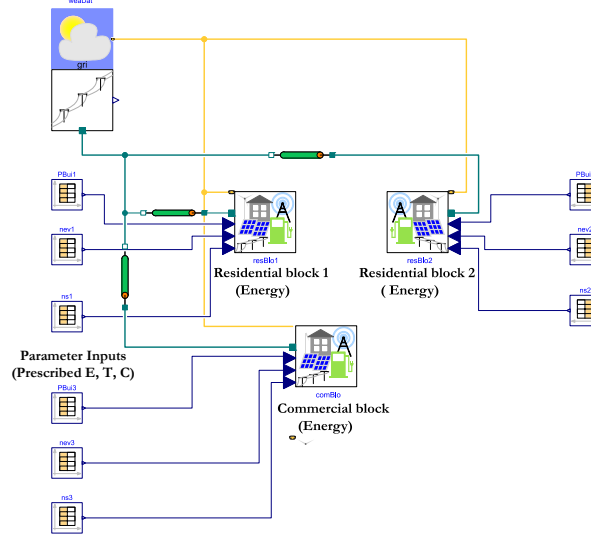 weaDat
gri
PBui1
PBui
nev1
nev2
resBlo1
resBlo2
Residential block 1
(Energy)
Residential block 2
( Energy)
ns1
ns2
Parameter Inputs
(Prescribed E, T, C)
PBui3
comBlo
Commercial block
(Energy)
nev3
ns3